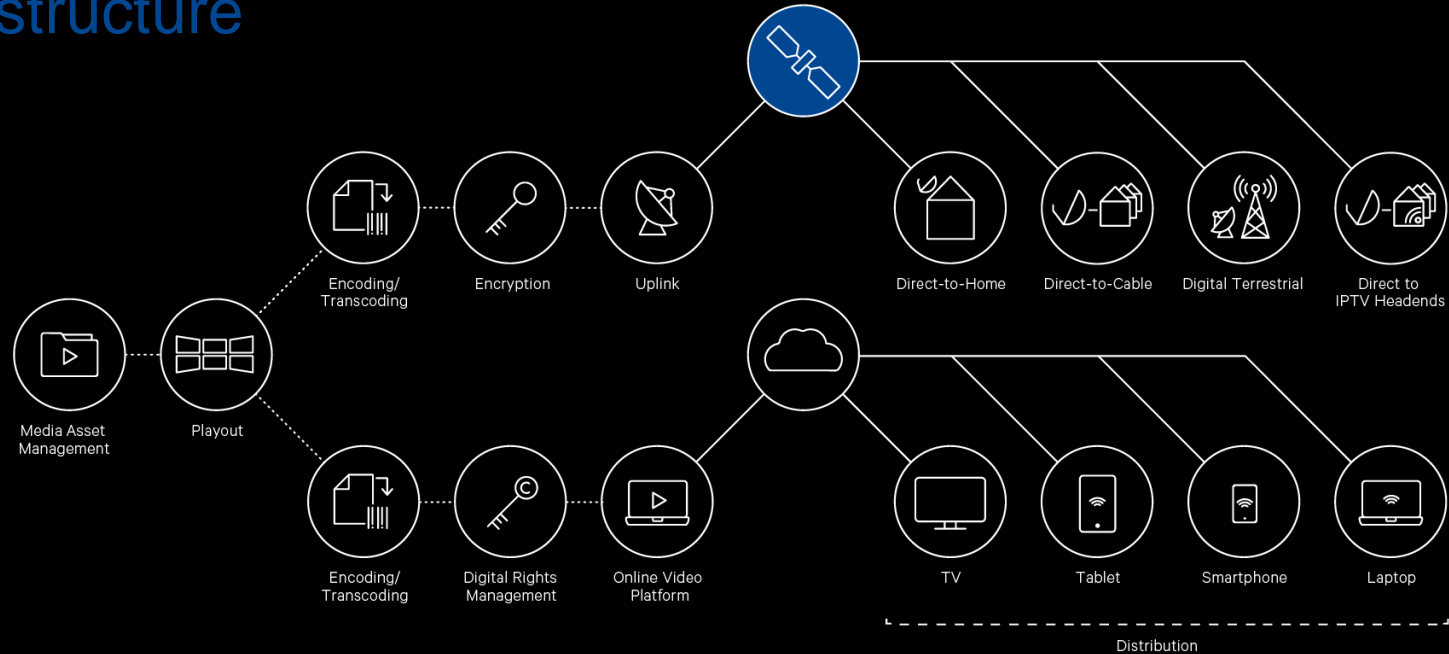 structure
Encoding/
Transcoding
Encryption
Uplink
Direct-to-Home
Direct-to-Cable
Digital Terrestrial
Direct to
IPTV Headends
Media Asset
Management
Playout
Encoding/
Transcoding
Digital Rights
Management
Online Video
Platform
TV
Tablet
Smartphone
Laptop
Distribution